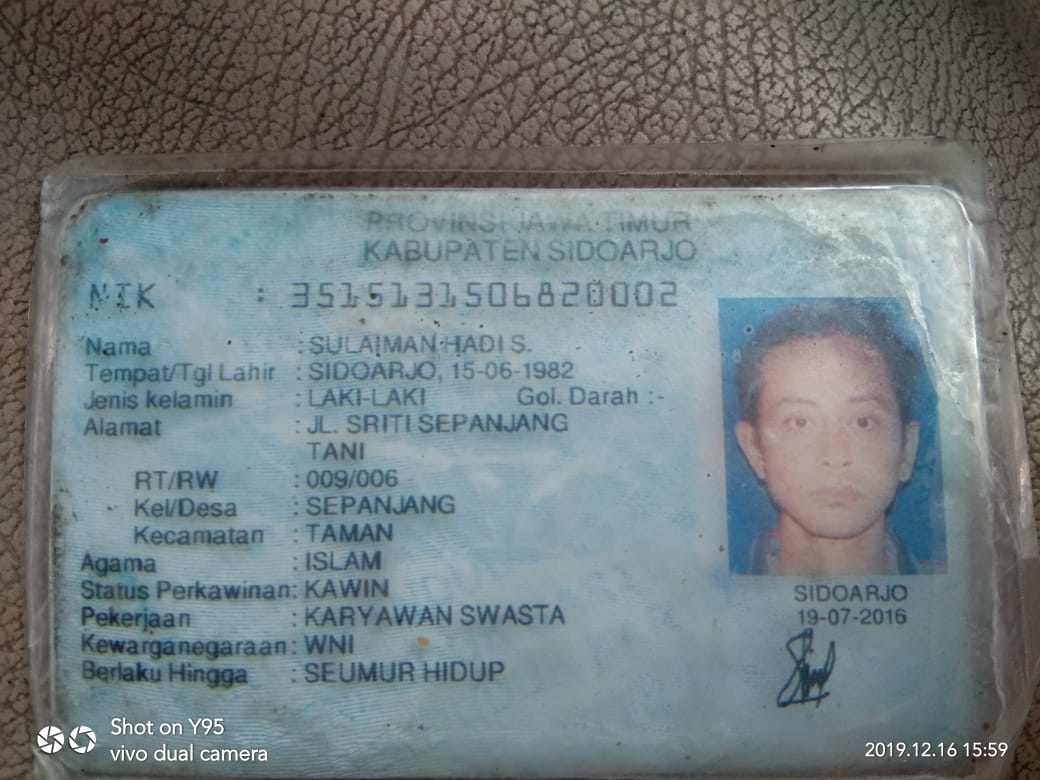 PROVINSI JAWA TIMUR
KABUPATEN SIDOARJO
NIK : 3515131506820002
Nama : SULAIMAN HADI S.
Tempat/Tgl Lahir : SIDOARJO, 15-06-1982
Jenis kelamin : LAKI-LAKI Gol. Darah :-
Alamat : JL. SRITI SEPANJANG
TANI
RT/RW : 009/006
Kel/Desa : SEPANJANG
Kecamatan : TAMAN
Agama : ISLAM
Status Perkawinan: KAWIN
Pekerjaan : KARYAWAN SWASTA
Kewarganegaraan: WNI
Berlaku Hingga : SEUMUR HIDUP
SIDOARJO
19-07-2016
Shot on Y95
vivo dual camera
2019.12.16 15:59